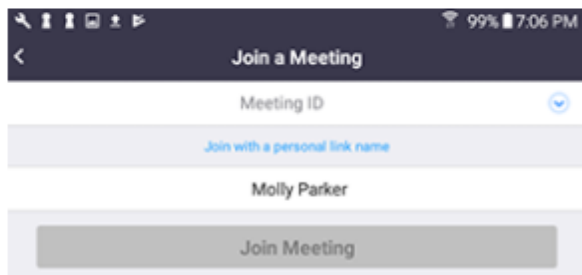 99% 7:06 PM
Join a Meeting
Meeting ID
Join with a personal link name
Molly Parker
Join Meeting